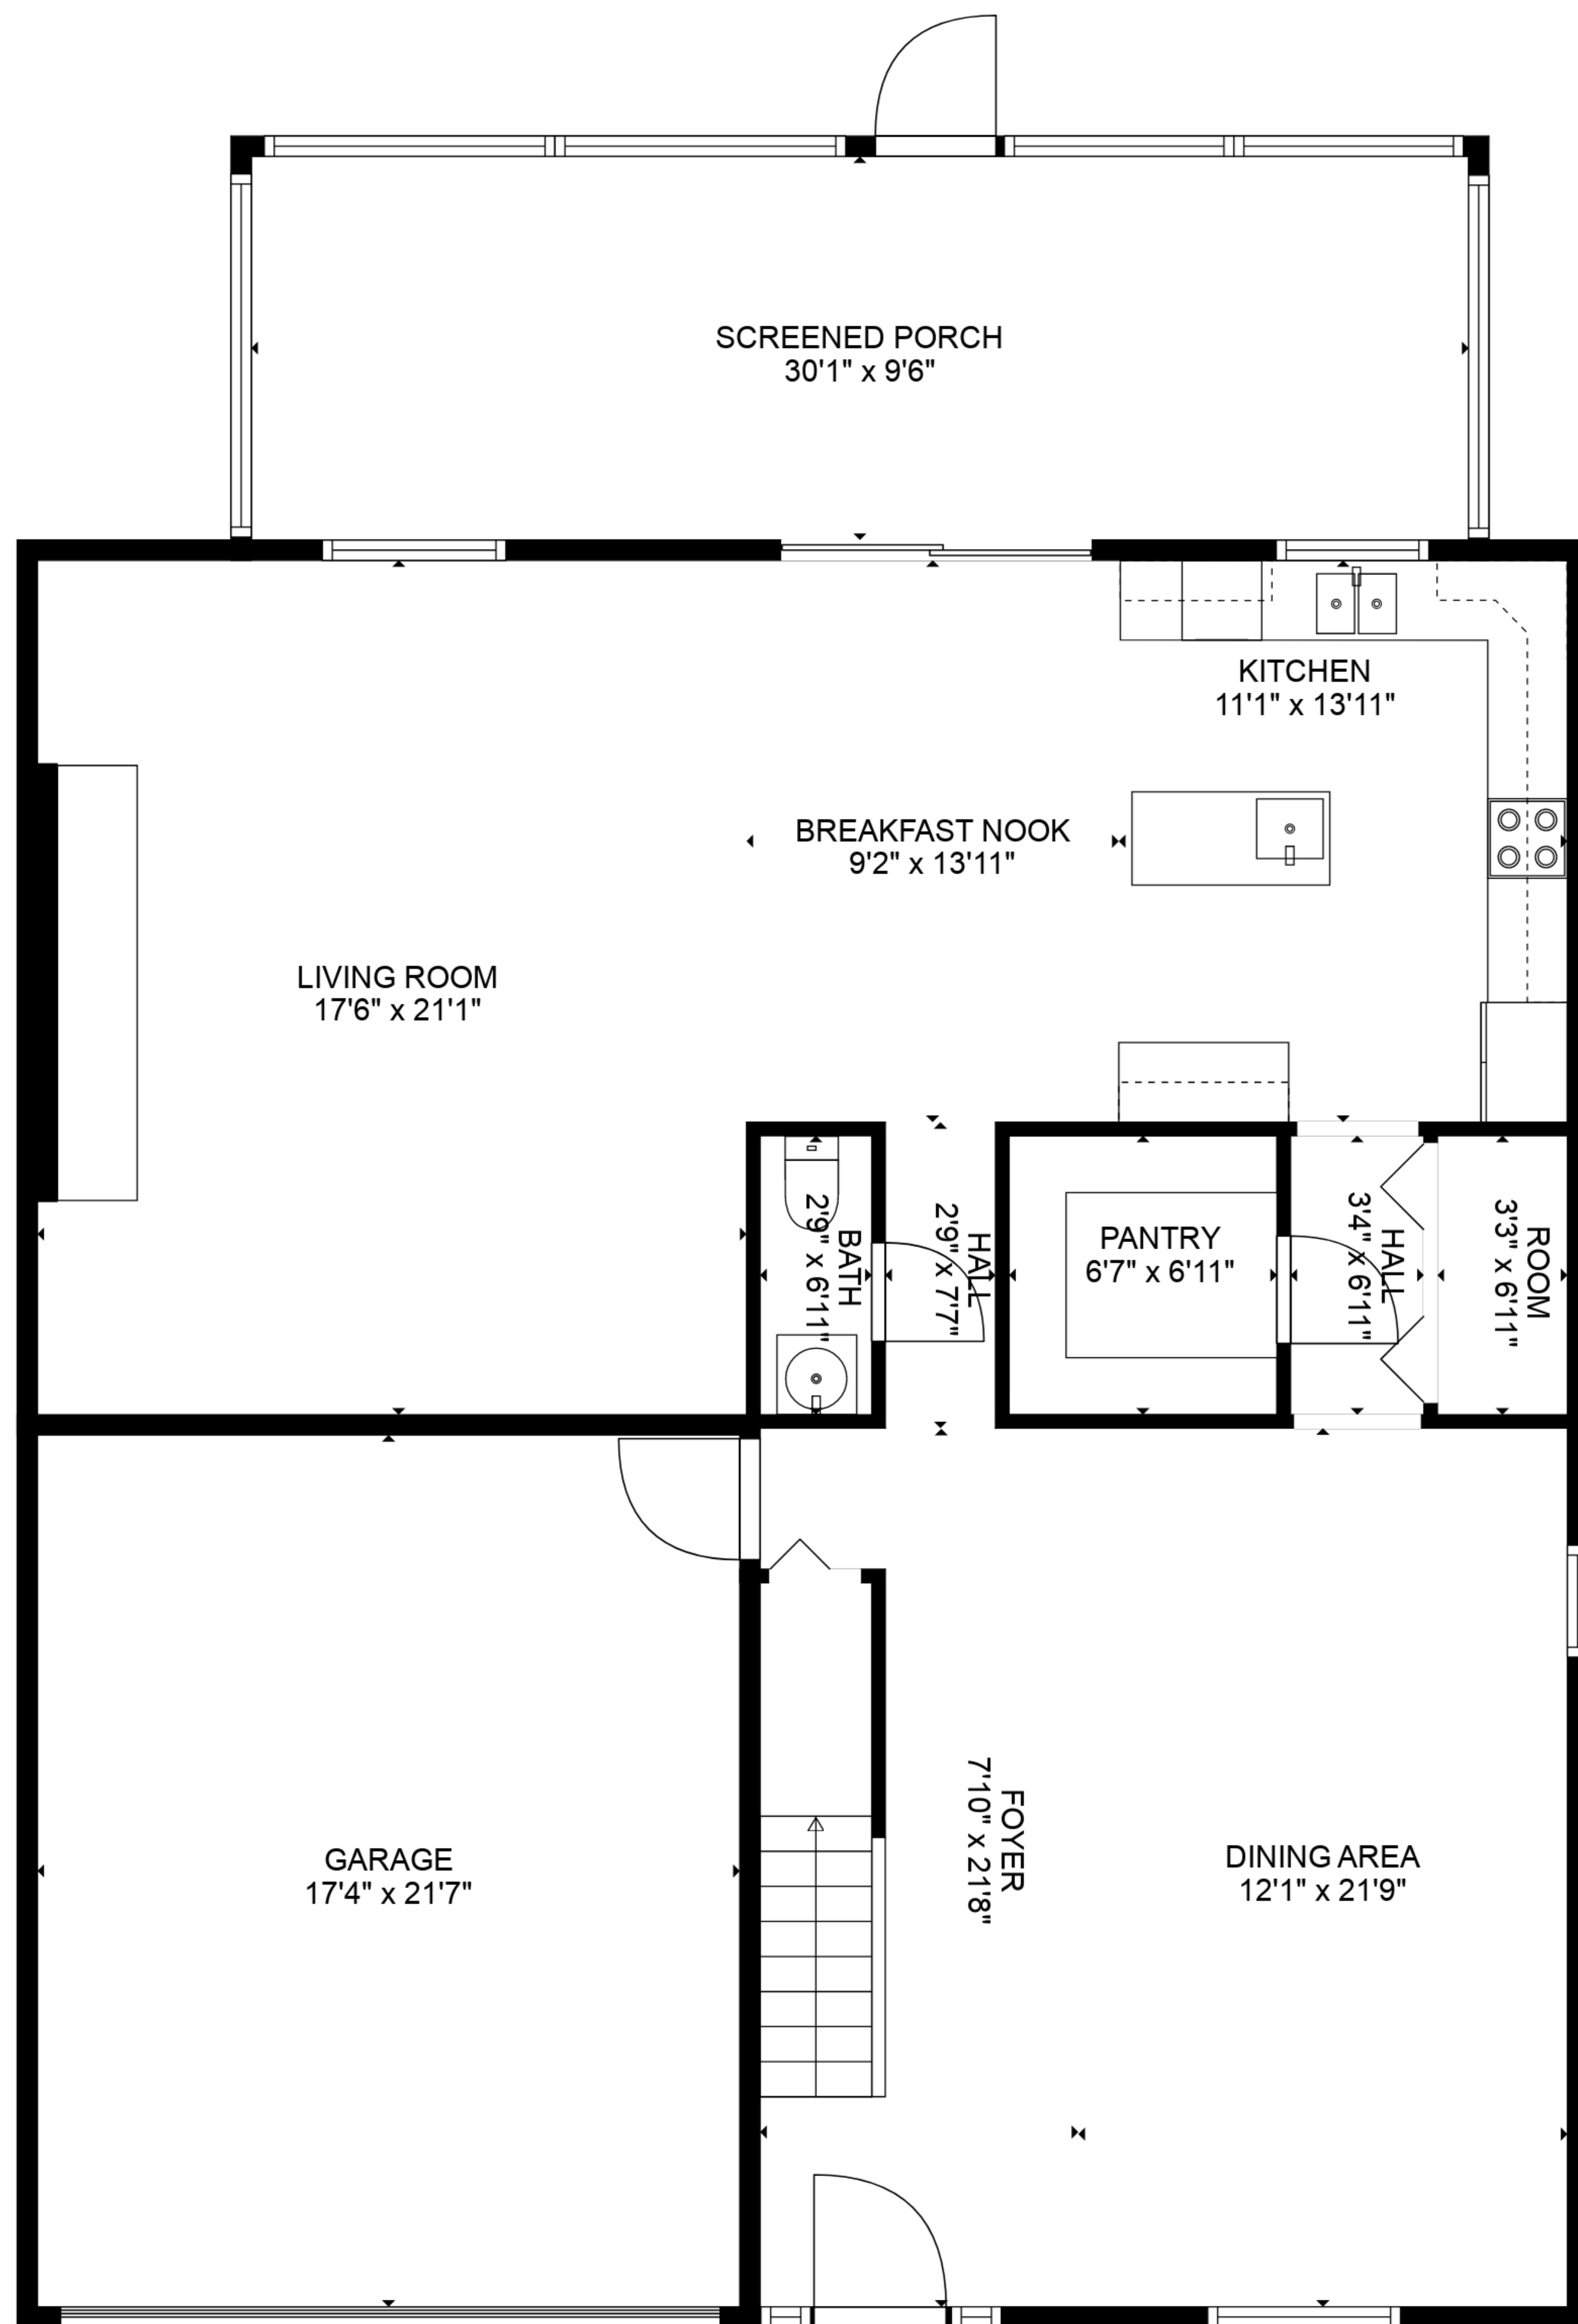 SCREENED PORCH
30'1" x 9'6"
KITCHEN
11'1" x 13'11"
BREAKFAST NOOK
9'2" x 13'11"
LIVING ROOM
17'6" x 21'1"
BATH
2'9" x 6'11"
HALL
2'9" x 7'7"
PANTRY
6'7" x 6'11"
HALL
3'4" x 6'11"
ROOM
3'3" x 6'11"
GARAGE
17'4" x 21'7"
FOYER
7'10" x 21'8"
DINING AREA
12'1" x 21'9"